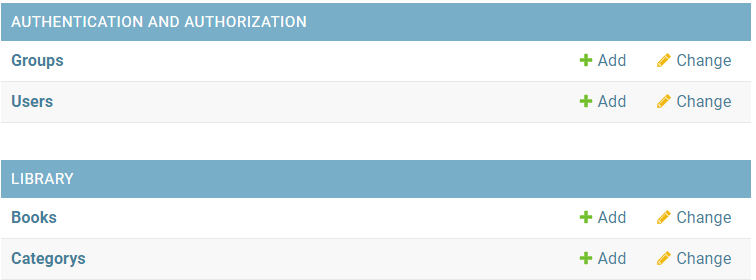 AUTHENTICATION AND AUTHORIZATION
Groups Add Change
Users Add Change
LIBRARY
Books Add Change
Categorys Add Change